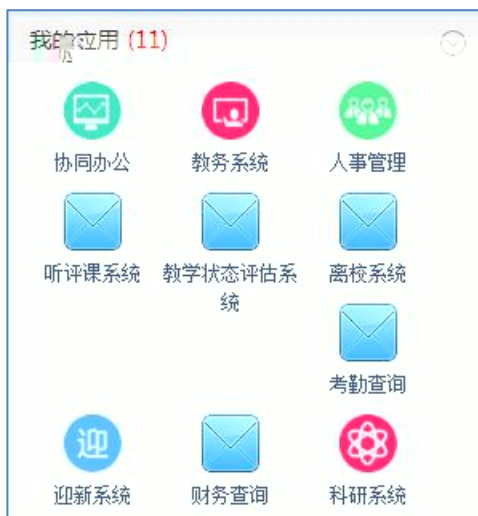 我的应用 (11)
协同办公 教务系统 人事管理
听评课系统 教学状态评估系 离校系统
统
考勤查询
迎
迎新系统 财务查询 科研系统